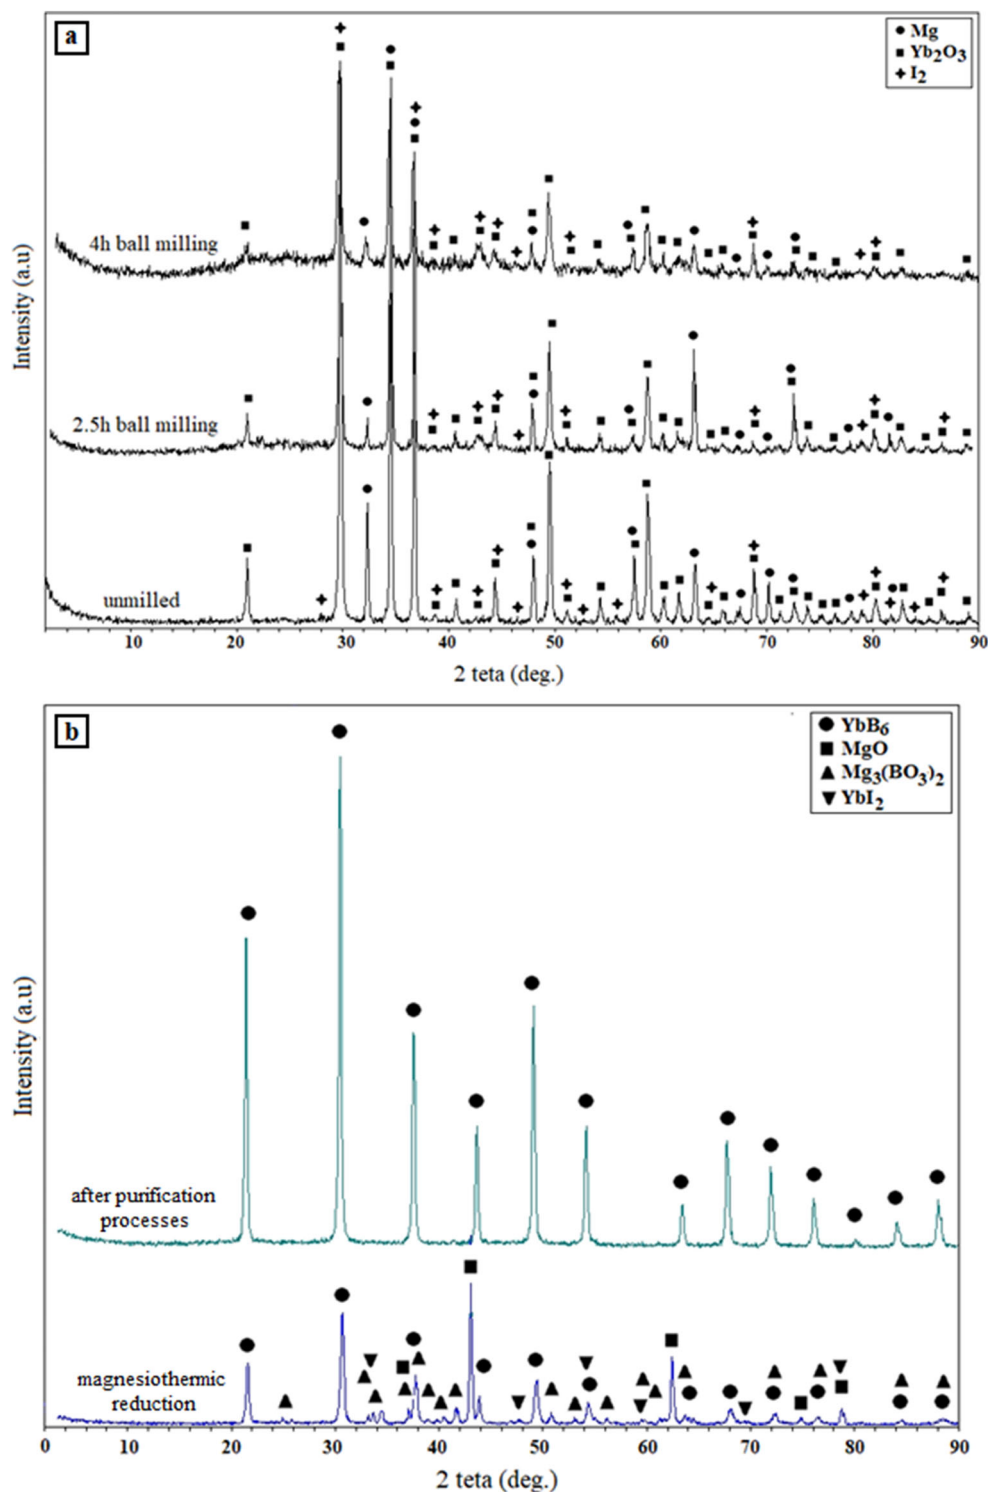 a
Mg
Yb2O3
I2
4h ball milling
2.5h ball milling
unmilled
Intensity (a.u)
10 20 30 40 50 60 70 80 90
2 teta (deg.)
b
YbB6
MgO
Mg3(BO3)2
YbI2
after purification
processes
magnesiothermic
reduction
Intensity (a.u)
0 10 20 30 40 50 60 70 80 90
2 teta (deg.)